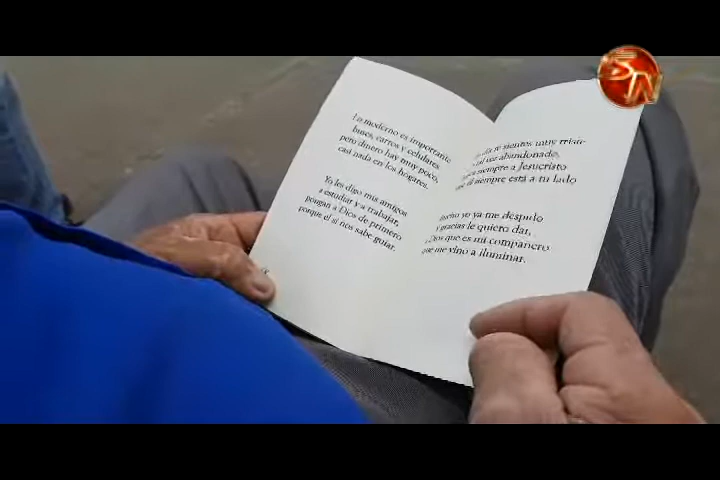 Lo moderno es importante
buses, carros y celulares
pero dinero hay muy poco,
casi nada en los hogares.
Yo les digo mis amigos
a estudiar y a trabajar,
pongan a Dios de primero
porque el si nos sabe guiar.
te sientes muy triste
abandonado,
siempre a Jesucristo
siempre está a tu lado
yo ya me despido
gracias le quiero dar,
Dios que es mi compañero
que me vino a iluminar.
SN